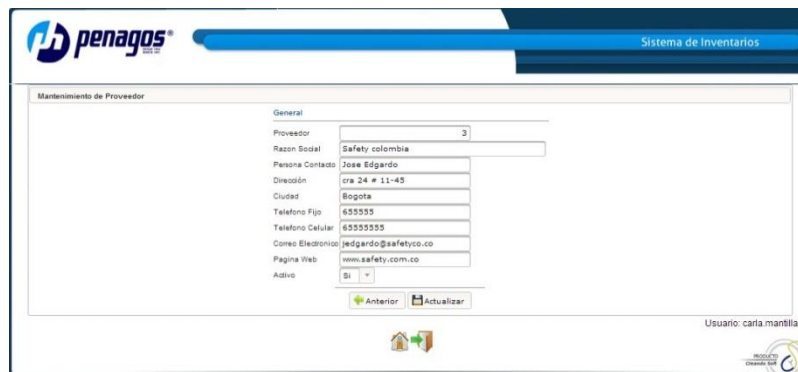 penagos®
Sistema de Inventarios
Mantenimiento de Proveedor
General
Proveedor 3
Razon Social Safety colombia
Persona Contacto Jose Edgardo
Dirección cra 24 # 11-45
Ciudad Bogota
Telefono Fijo 655555
Telefono Celular 65555555
Correo Electronico jedgardo@safetyco.co
Pagina Web www.safety.com.co
Activo Si
Anterior Actualizar
Usuario: carla.mantilla
PRODUCTO
Creando Soft